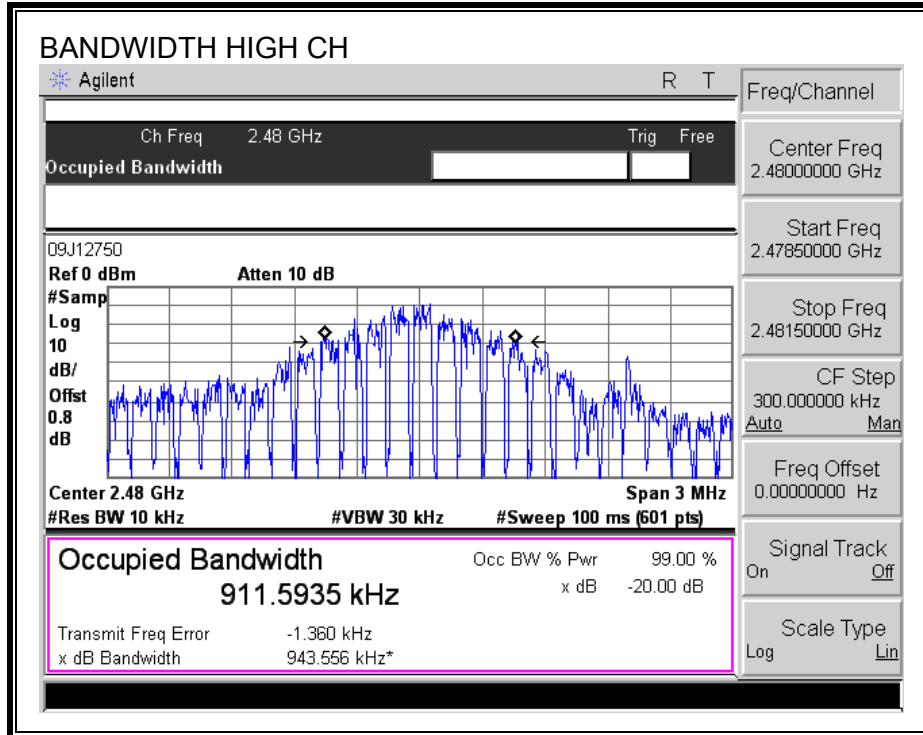 BANDWIDTH HIGH CH
Agilent R T
Freq/Channel
Ch Freq 2.48 GHz Trig Free
Occupied Bandwidth
Center Freq
2.48000000 GHz
Start Freq
2.47850000 GHz
Stop Freq
2.48150000 GHz
CF Step
300.000000 kHz
Auto Man
Freq Offset
0.00000000 Hz
Signal Track
On Off
Scale Type
Log Lin
09J12750
Ref 0 dBm Atten 10 dB
#Samp
Log
10
dB/
Offst
0.8
dB
Center 2.48 GHz Span 3 MHz
#Res BW 10 kHz #VBW 30 kHz #Sweep 100 ms (601 pts)
Occupied Bandwidth Occ BW % Pwr 99.00 %
911.5935 kHz x dB -20.00 dB
Transmit Freq Error -1.360 kHz
x dB Bandwidth 943.556 kHz*